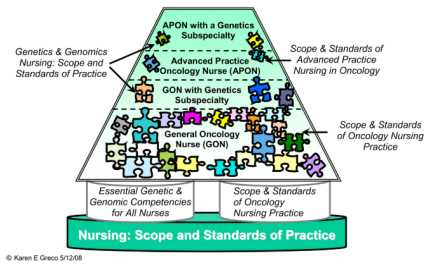 APON with a Genetics
Subspecialty
Genetics & Genomics
Nursing: Scope and
Standards of Practice
Advanced Practice
Oncology Nurse (APON)
Scope & Standards of
Advanced Practice
Nursing in Oncology
GON with Genetics
Subspecialty
General Oncology
Nurse (GON)
Scope & Standards
of Oncology Nursing
Practice
Essential Genetic &
Genomic Competencies
for All Nurses
Scope & Standards
of Oncology
Nursing Practice
Nursing: Scope and Standards of Practice
© Karen E Greco 5/12/08